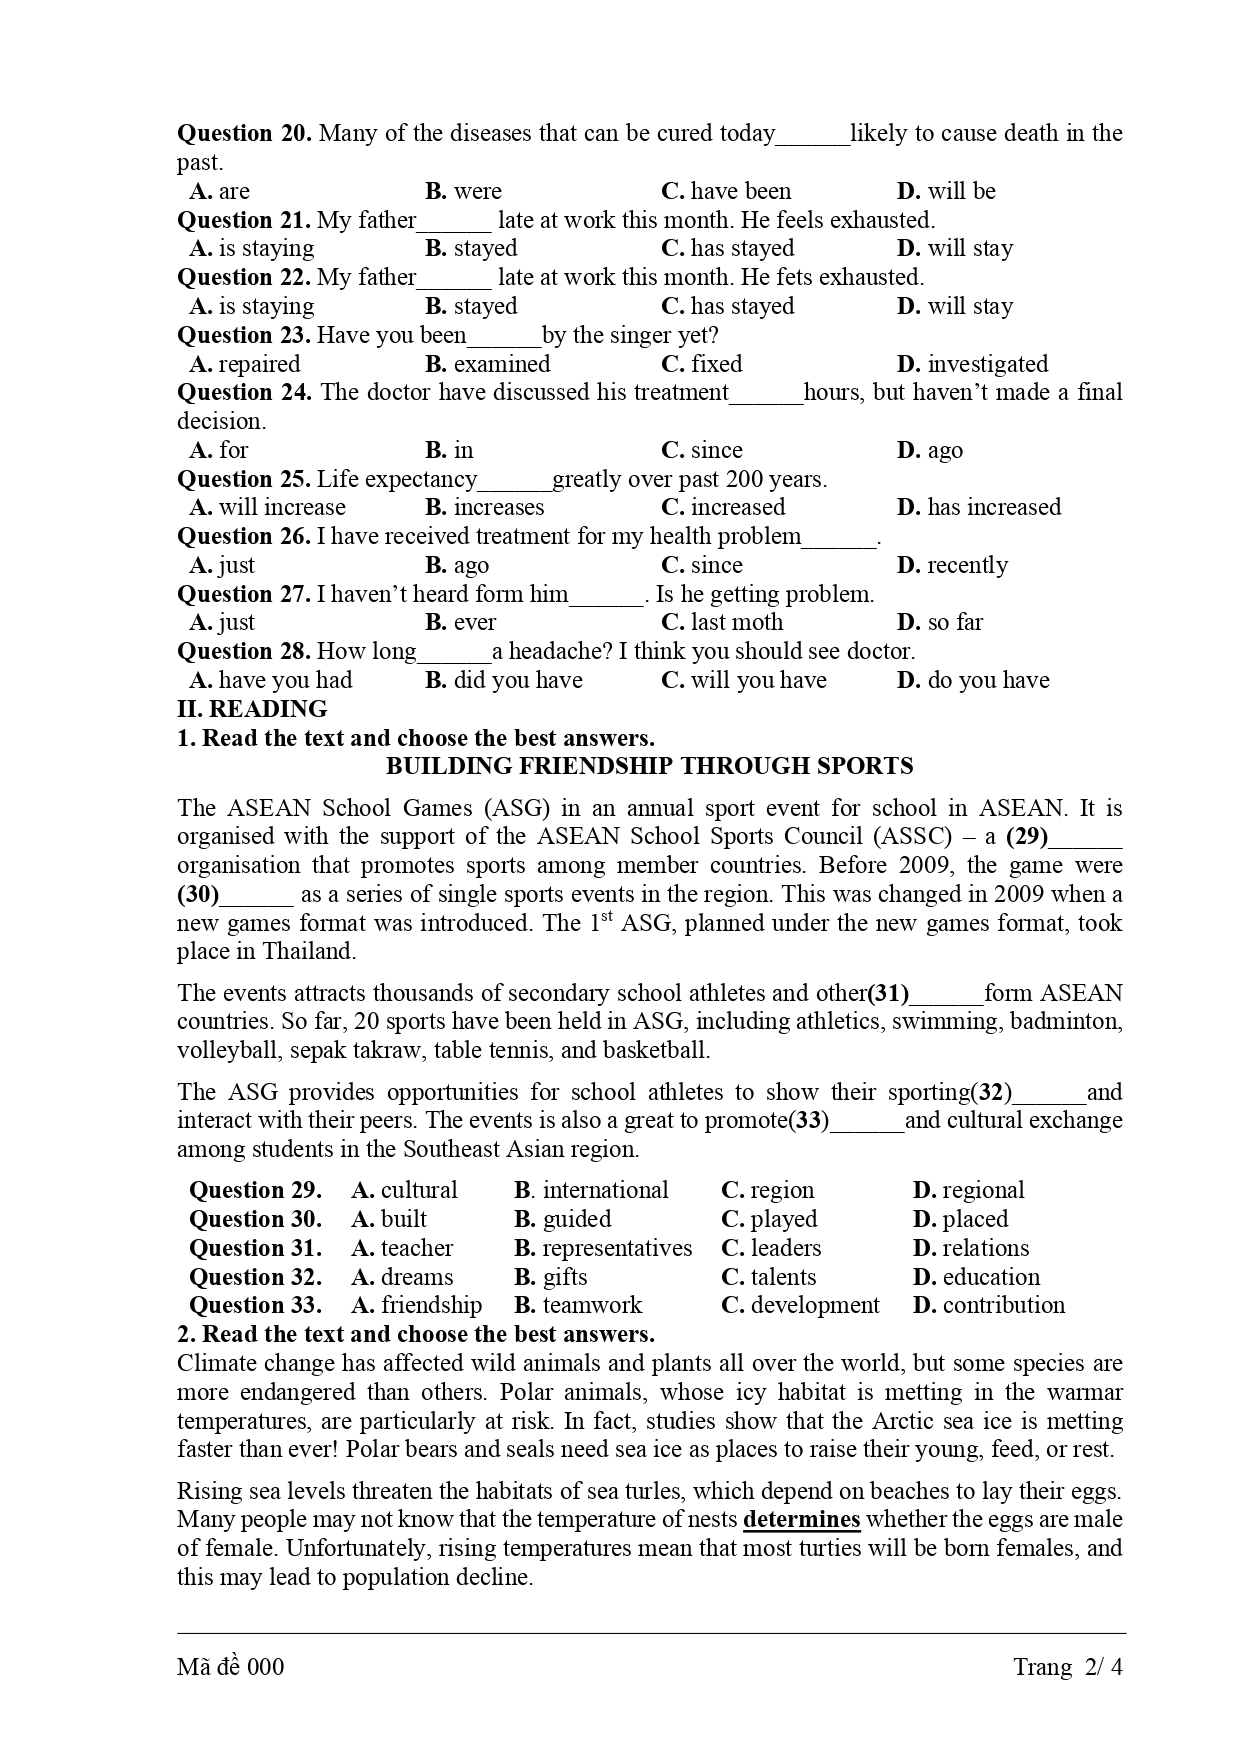 Question 20. Many of the diseases that can be cured today______likely to cause death in the
past.
A. are B. were C. have been D. will be
Question 21. My father______ late at work this month. He feels exhausted.
A. is staying B. stayed C. has stayed D. will stay
Question 22. My father______ late at work this month. He fets exhausted.
A. is staying B. stayed C. has stayed D. will stay
Question 23. Have you been______by the singer yet?
A. repaired B. examined C. fixed D. investigated
Question 24. The doctor have discussed his treatment______hours, but haven’t made a final
decision.
A. for B. in C. since D. ago
Question 25. Life expectancy______greatly over past 200 years.
A. will increase B. increases C. increased D. has increased
Question 26. I have received treatment for my health problem______.
A. just B. ago C. since D. recently
Question 27. I haven’t heard form him______. Is he getting problem.
A. just B. ever C. last moth D. so far
Question 28. How long______a headache? I think you should see doctor.
A. have you had B. did you have C. will you have D. do you have
II. READING
1. Read the text and choose the best answers.
BUILDING FRIENDSHIP THROUGH SPORTS
The ASEAN School Games (ASG) in an annual sport event for school in ASEAN. It is
organised with the support of the ASEAN School Sports Council (ASSC) – a (29)______
organisation that promotes sports among member countries. Before 2009, the game were
(30)______ as a series of single sports events in the region. This was changed in 2009 when a
new games format was introduced. The 1st ASG, planned under the new games format, took
place in Thailand.
The events attracts thousands of secondary school athletes and other(31)______form ASEAN
countries. So far, 20 sports have been held in ASG, including athletics, swimming, badminton,
volleyball, sepak takraw, table tennis, and basketball.
The ASG provides opportunities for school athletes to show their sporting(32)______and
interact with their peers. The events is also a great to promote(33)______and cultural exchange
among students in the Southeast Asian region.
Question 29. A. cultural B. international C. region D. regional
Question 30. A. built B. guided C. played D. placed
Question 31. A. teacher B. representatives C. leaders D. relations
Question 32. A. dreams B. gifts C. talents D. education
Question 33. A. friendship B. teamwork C. development D. contribution
2. Read the text and choose the best answers.
Climate change has affected wild animals and plants all over the world, but some species are
more endangered than others. Polar animals, whose icy habitat is metting in the warmar
temperatures, are particularly at risk. In fact, studies show that the Arctic sea ice is metting
faster than ever! Polar bears and seals need sea ice as places to raise their young, feed, or rest.
Rising sea levels threaten the habitats of sea turles, which depend on beaches to lay their eggs.
Many people may not know that the temperature of nests determines whether the eggs are male
of female. Unfortunately, rising temperatures mean that most turties will be born females, and
this may lead to population decline.
Mã đề 000 Trang 2/ 4